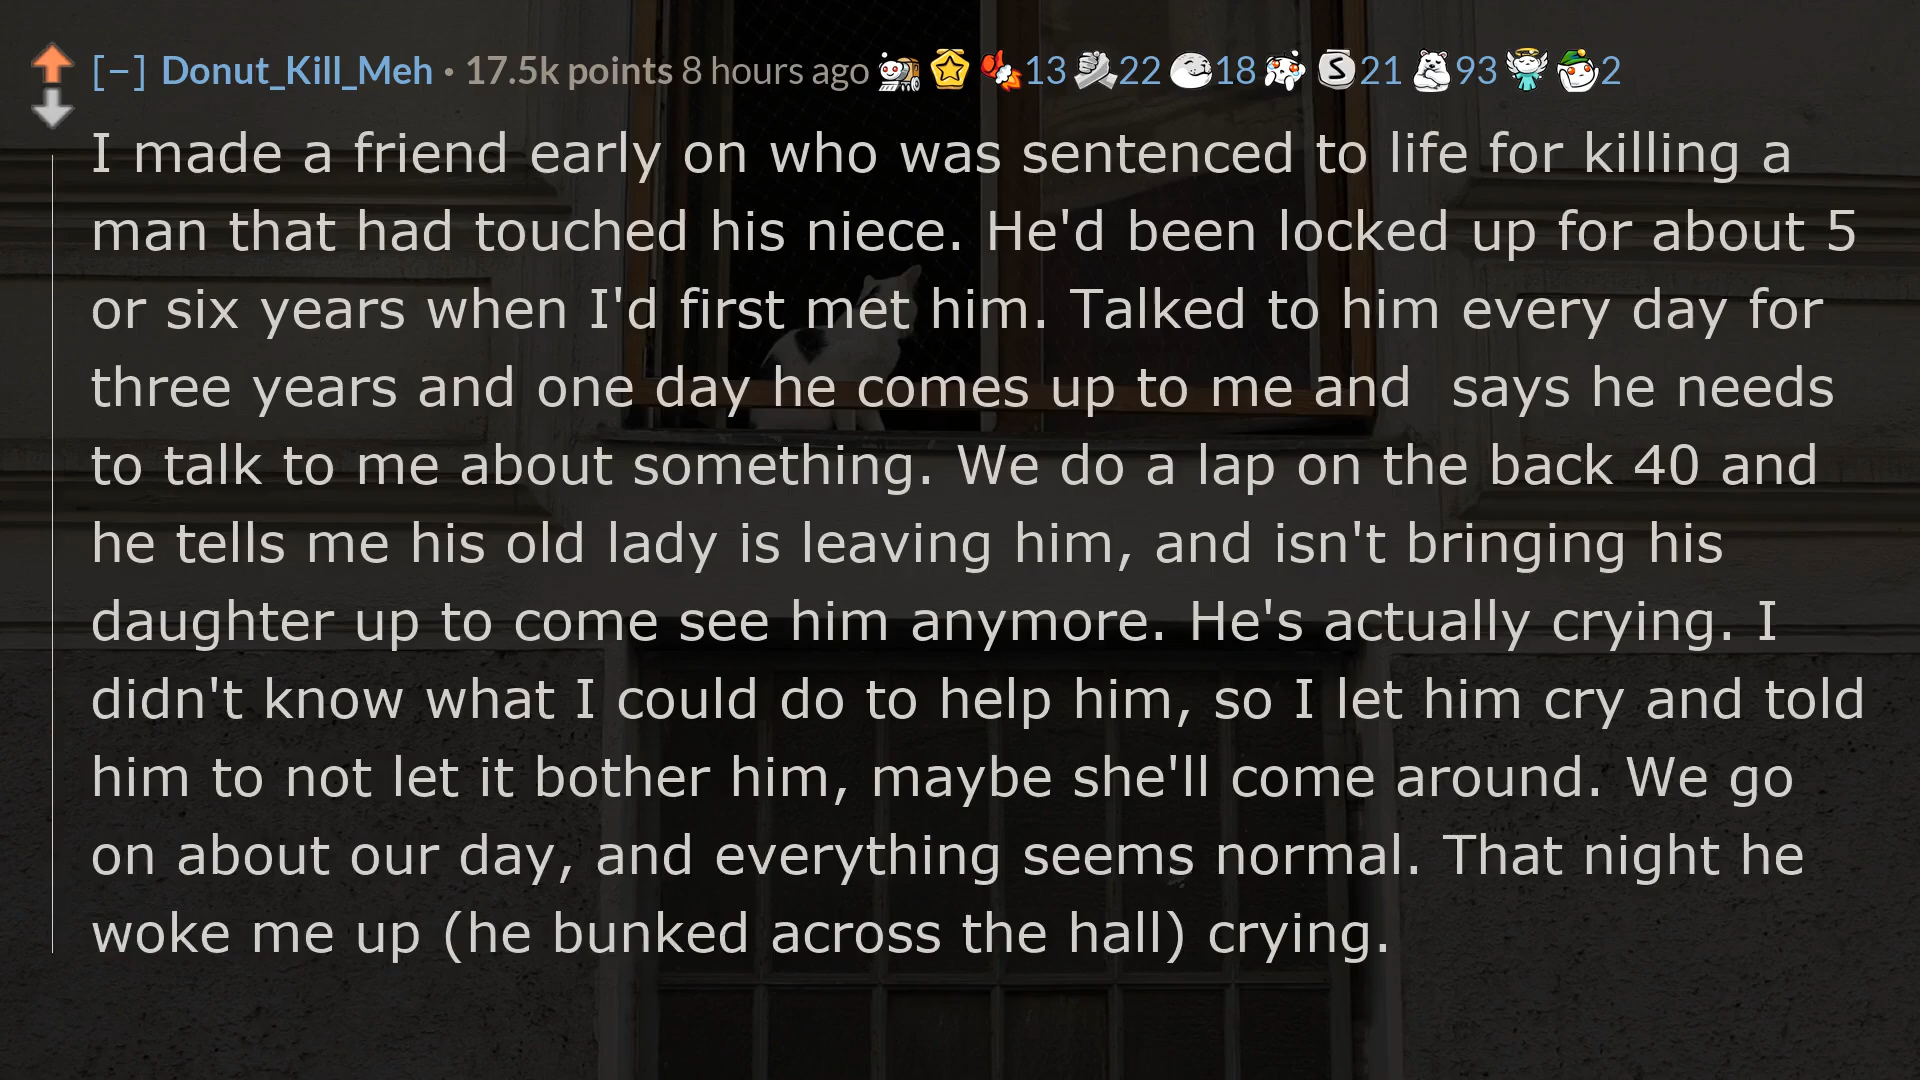 [–] Donut_Kill_Meh · 17.5k points 8 hours ago 13 22 18 S 21 93 2
I made a friend early on who was sentenced to life for killing a
man that had touched his niece. He'd been locked up for about 5
or six years when I'd first met him. Talked to him every day for
three years and one day he comes up to me and  says he needs
to talk to me about something. We do a lap on the back 40 and
he tells me his old lady is leaving him, and isn't bringing his
daughter up to come see him anymore. He's actually crying. I
didn't know what I could do to help him, so I let him cry and told
him to not let it bother him, maybe she'll come around. We go
on about our day, and everything seems normal. That night he
woke me up (he bunked across the hall) crying.